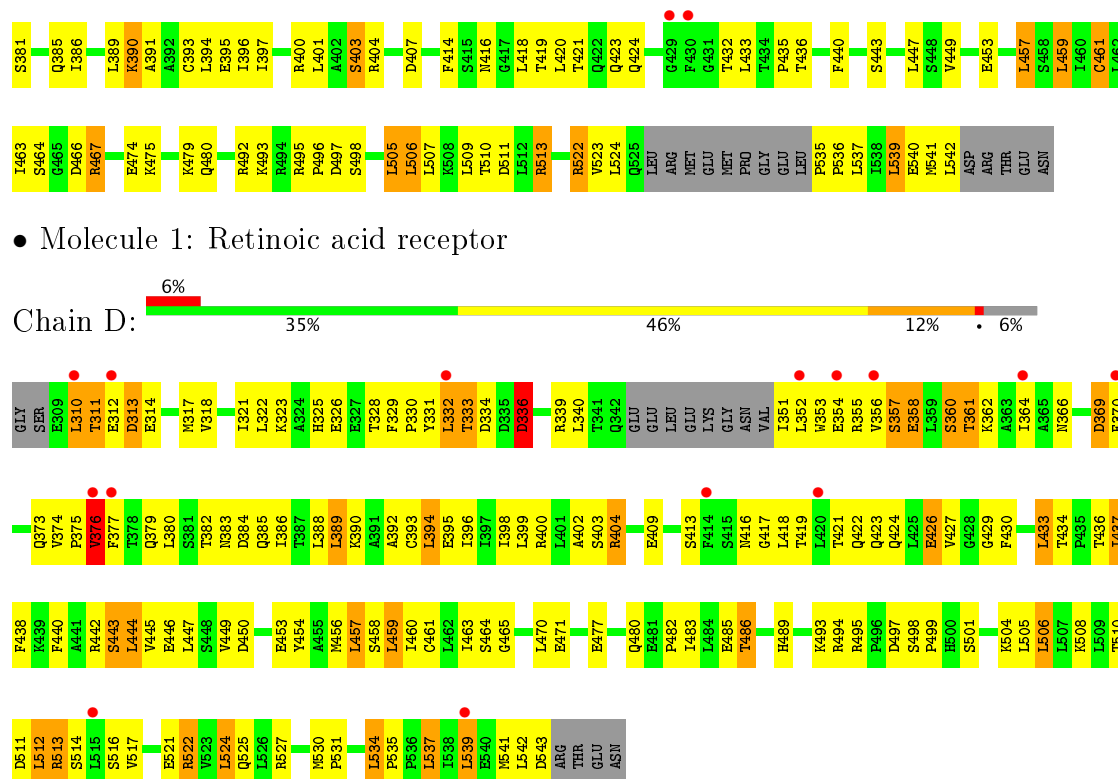 S381 Q385 I386 L389 K390 A391 A392 C393 L394 E395 I396 I397 R400 L401 A402 S403 R404 D407 F414 S415 N416 G417 L418 T419 L420 T421 Q422 Q423 Q424 G429 F430 G431 T432 L433 T434 P435 T436 F440 S443 L447 S448 V449 E453 L457 S458 L459 I460 C461 L462
I463 S464 G465 D466 R467 E474 K475 K479 Q480 R492 K493 R494 R495 P496 D497 S498 L505 L506 L507 K508 L509 T510 D511 L512 R513 R522 V523 L524 Q525 LEU ARG MET GLU MET PRO GLY GLU LEU P535 P536 L537 I538 L539 E540 M541 L542 ASP ARG THR GLU ASN
• Molecule 1: Retinoic acid receptor
6%
Chain D:
35% 46% 12% • 6%
GLY SER E309 L310 T311 E312 D313 E314 M317 V318 I321 L322 K323 A324 H325 E326 E327 T328 F329 P330 Y331 L332 T333 D334 D335 D336 R339 L340 T341 Q342 GLU GLU LEU GLU LYS GLY ASN VAL I351 L352 W353 E354 R355 V356 S357 E358 L359 S360 T361 K362 A363 I364 A365 N366 D369 F370
Q373 V374 P375 V376 F377 T378 Q379 L380 S381 T382 N383 D384 Q385 I386 T387 L388 L389 K390 A391 A392 C393 L394 E395 I396 I397 I398 L399 R400 L401 A402 S403 R404 E409 S413 F414 S415 N416 G417 L418 T419 L420 T421 Q422 Q423 Q424 L425 E426 V427 G428 G429 F430 L433 T434 P435 T436 I437
F438 K439 F440 A441 R442 S443 L444 V445 E446 L447 S448 V449 D450 E453 Y454 A455 M456 L457 S458 L459 I460 C461 L462 I463 S464 G465 L470 E471 E477 Q480 E481 P482 I483 L484 E485 T486 H489 K493 R494 R495 P496 D497 S498 P499 H500 S501 K504 L505 L506 L507 K508 L509 T510
D511 L512 R513 S514 L515 S516 V517 E521 R522 V523 L524 Q525 L526 R527 M530 P531 L534 P535 P536 L537 I538 L539 E540 M541 L542 D543 ARG THR GLU ASN